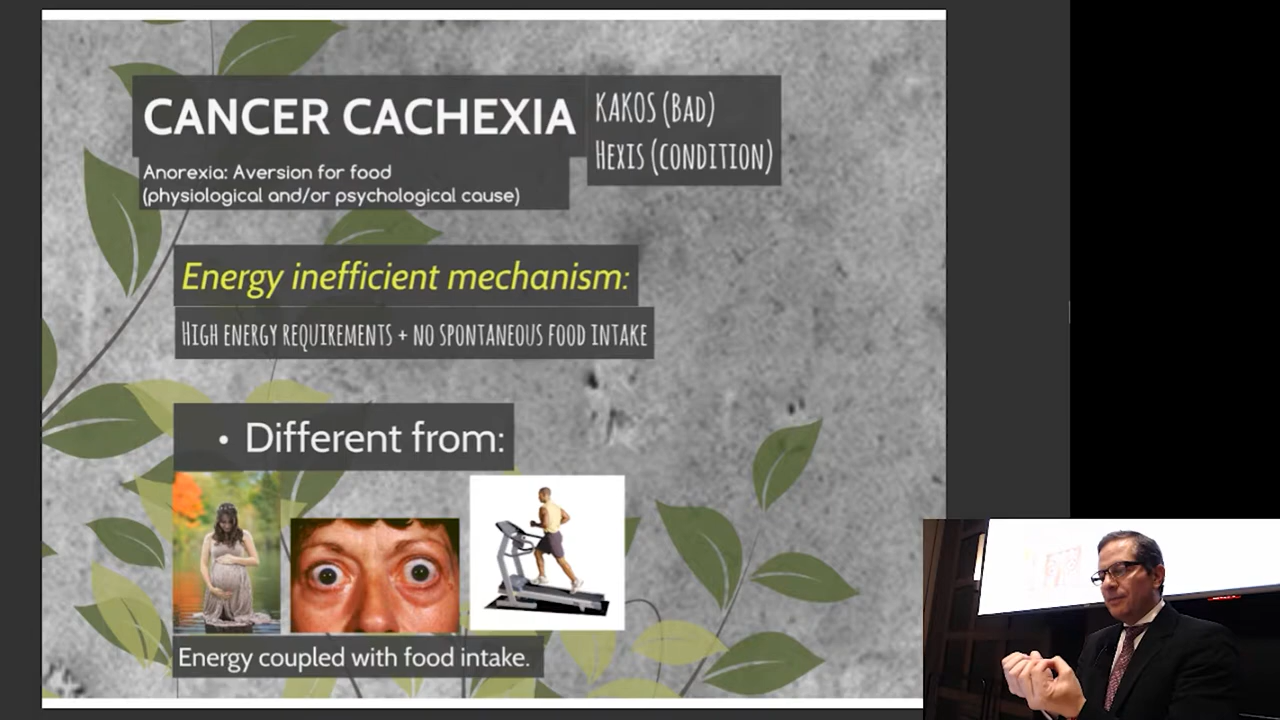 CANCER CACHEXIA
KAKOS (BAD)
HEXIS (CONDITION)
Anorexia: Aversion for food
(physiological and/or psychological cause)
Energy inefficient mechanism:
HIGH ENERGY REQUIREMENTS + NO SPONTANEOUS FOOD INTAKE
• Different from:
Energy coupled with food intake.